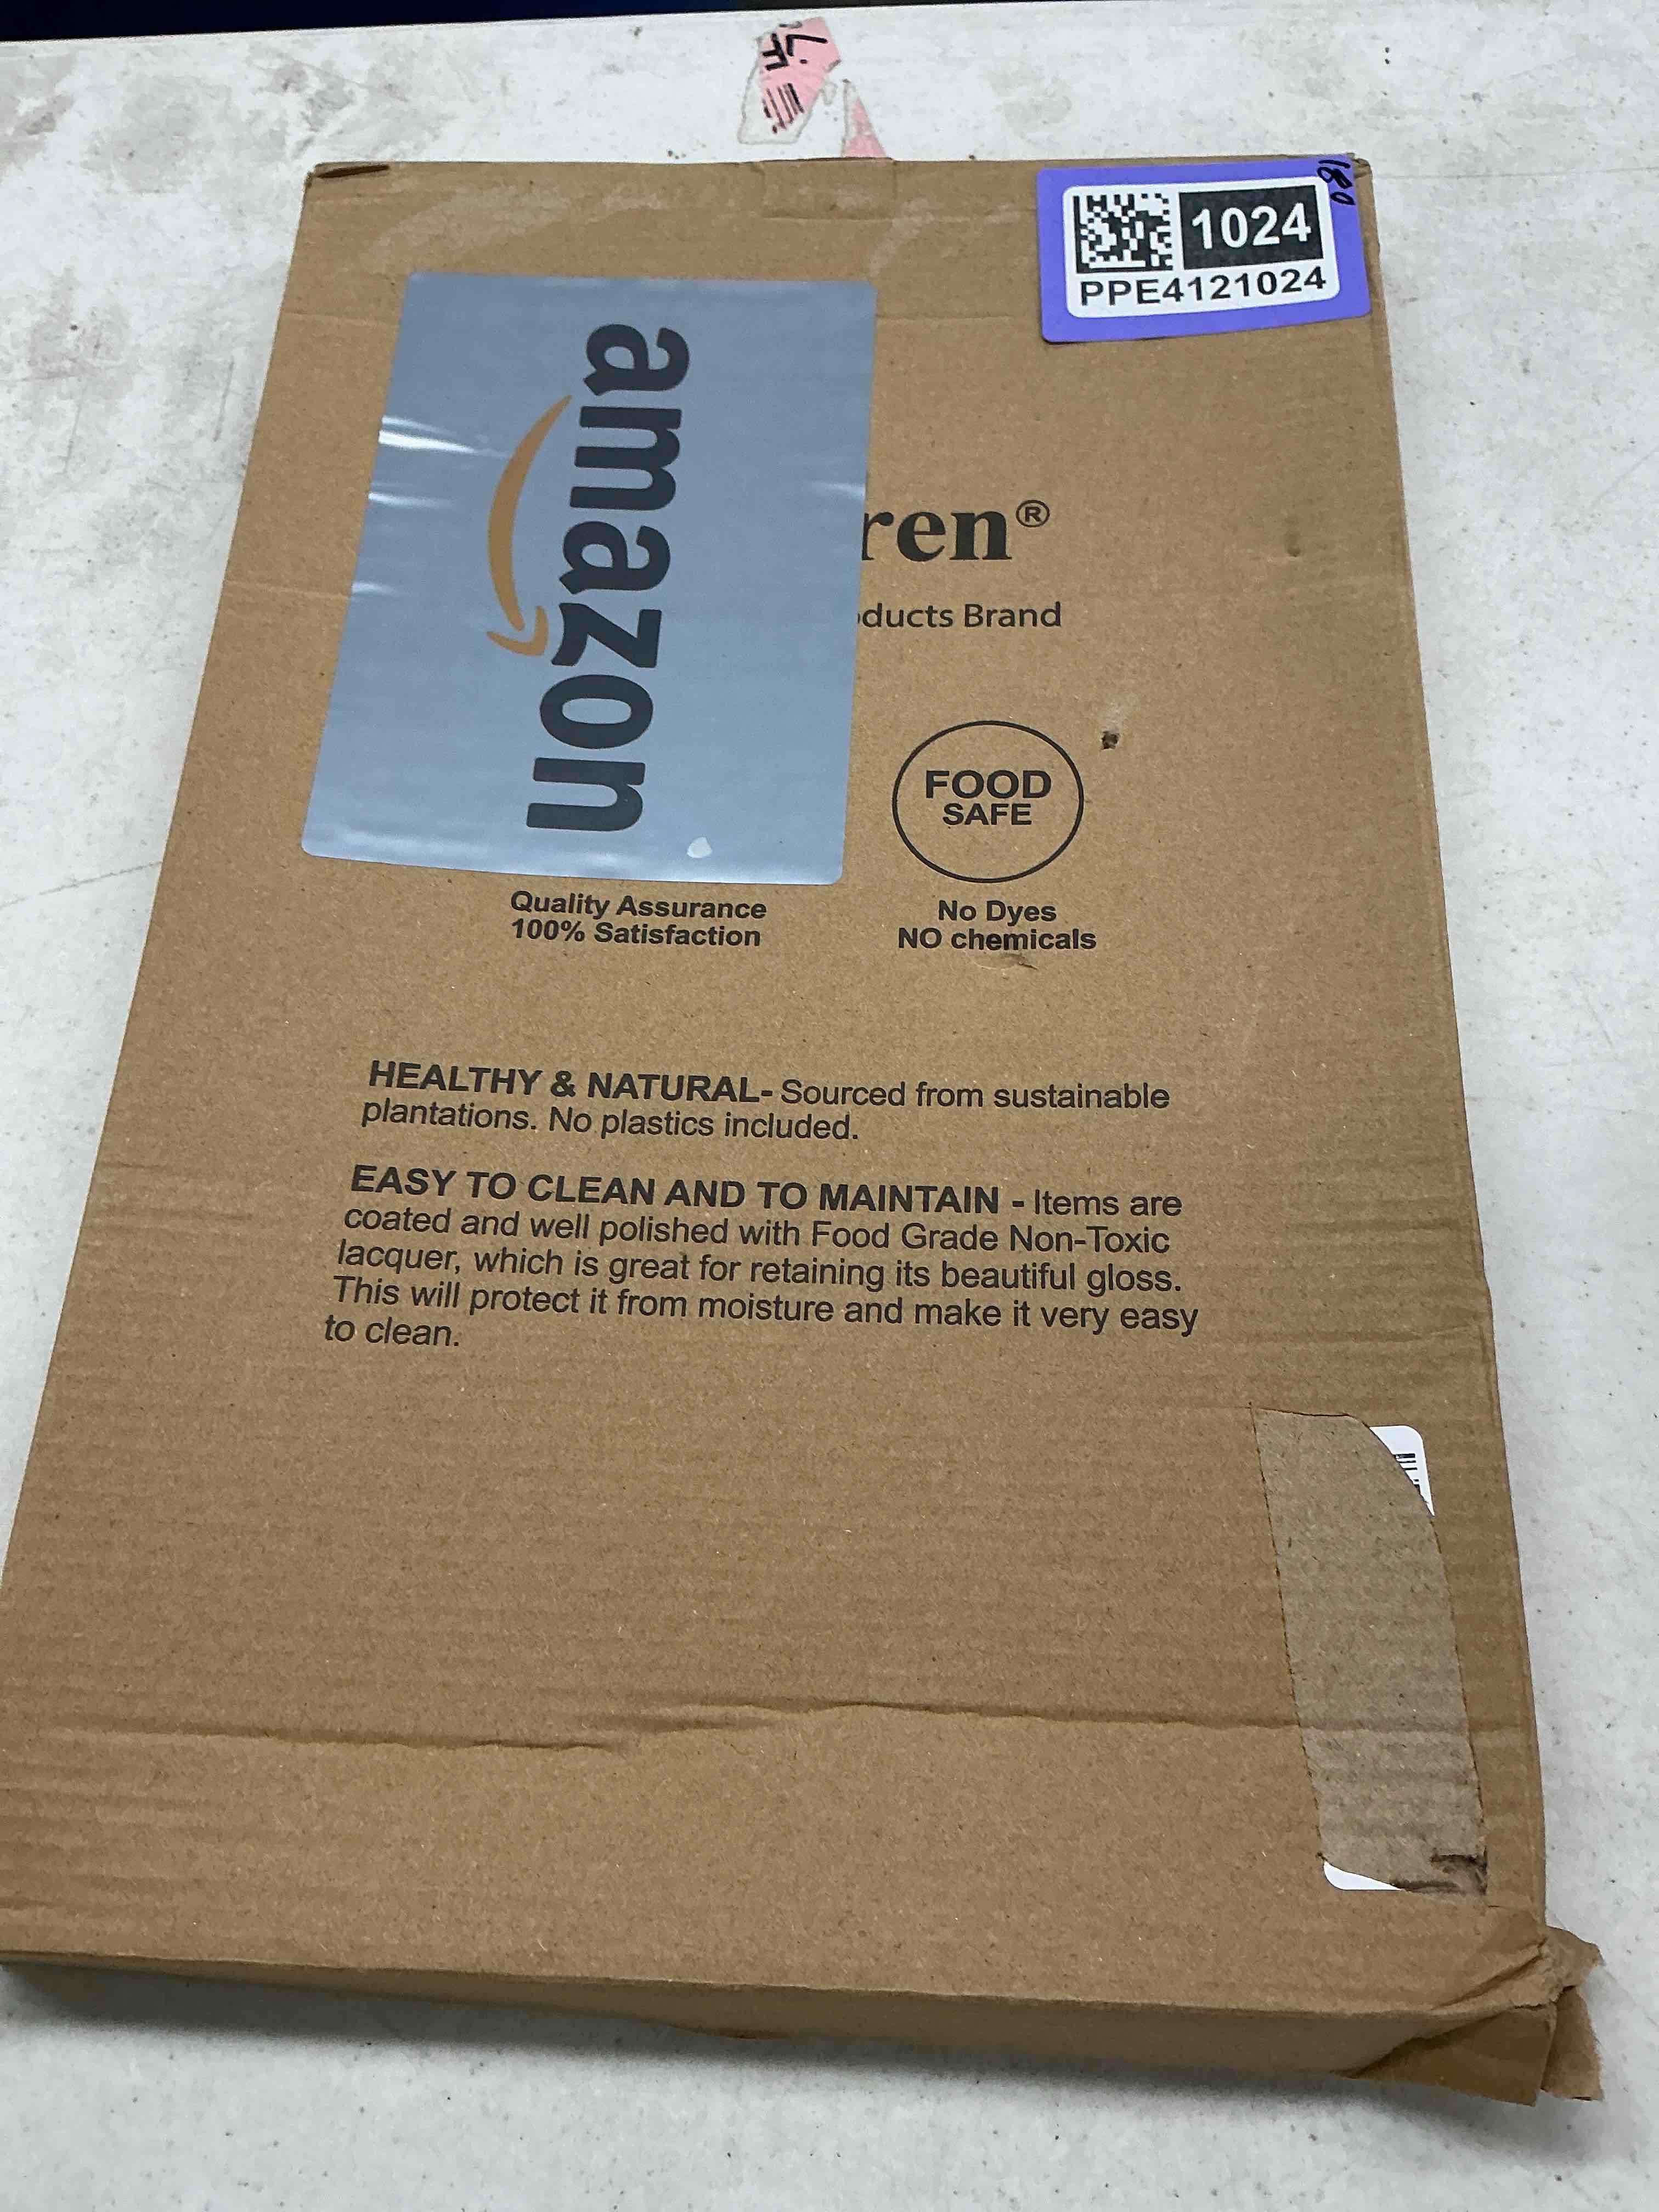 180
1024
PPE4121024
amazon
ren®
ducts Brand
FOOD
SAFE
Quality Assurance
100% Satisfaction
No Dyes
NO chemicals
HEALTHY & NATURAL- Sourced from sustainable
plantations. No plastics included.
EASY TO CLEAN AND TO MAINTAIN - Items are
coated and well polished with Food Grade Non-Toxic
lacquer, which is great for retaining its beautiful gloss.
This will protect it from moisture and make it very easy
to clean.